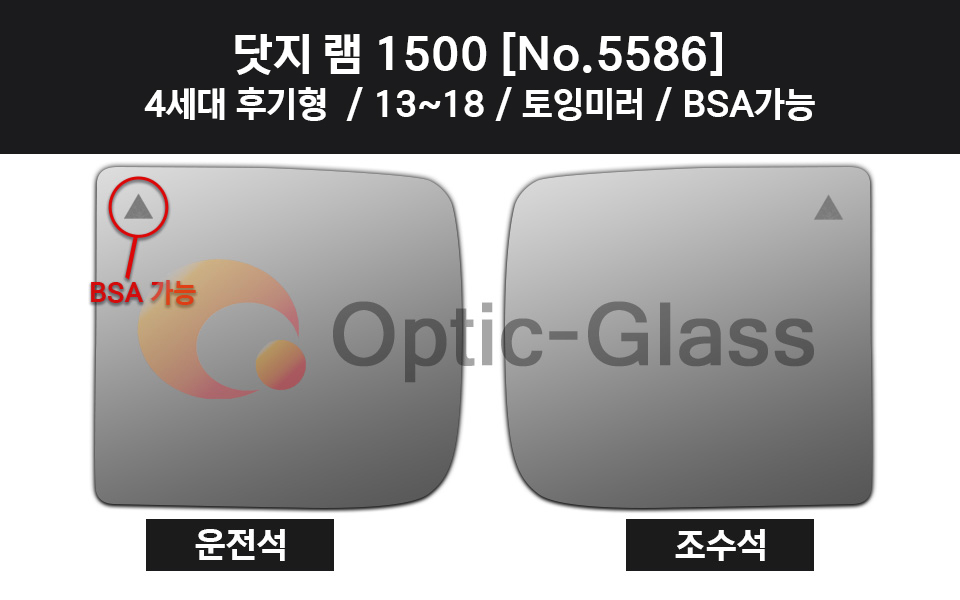 닷지 램 1500 [No.5586]
4세대 후기형 / 13~18 / 토잉미러 / BSA가능
BSA 가능
Optic-Glass
운전석
조수석